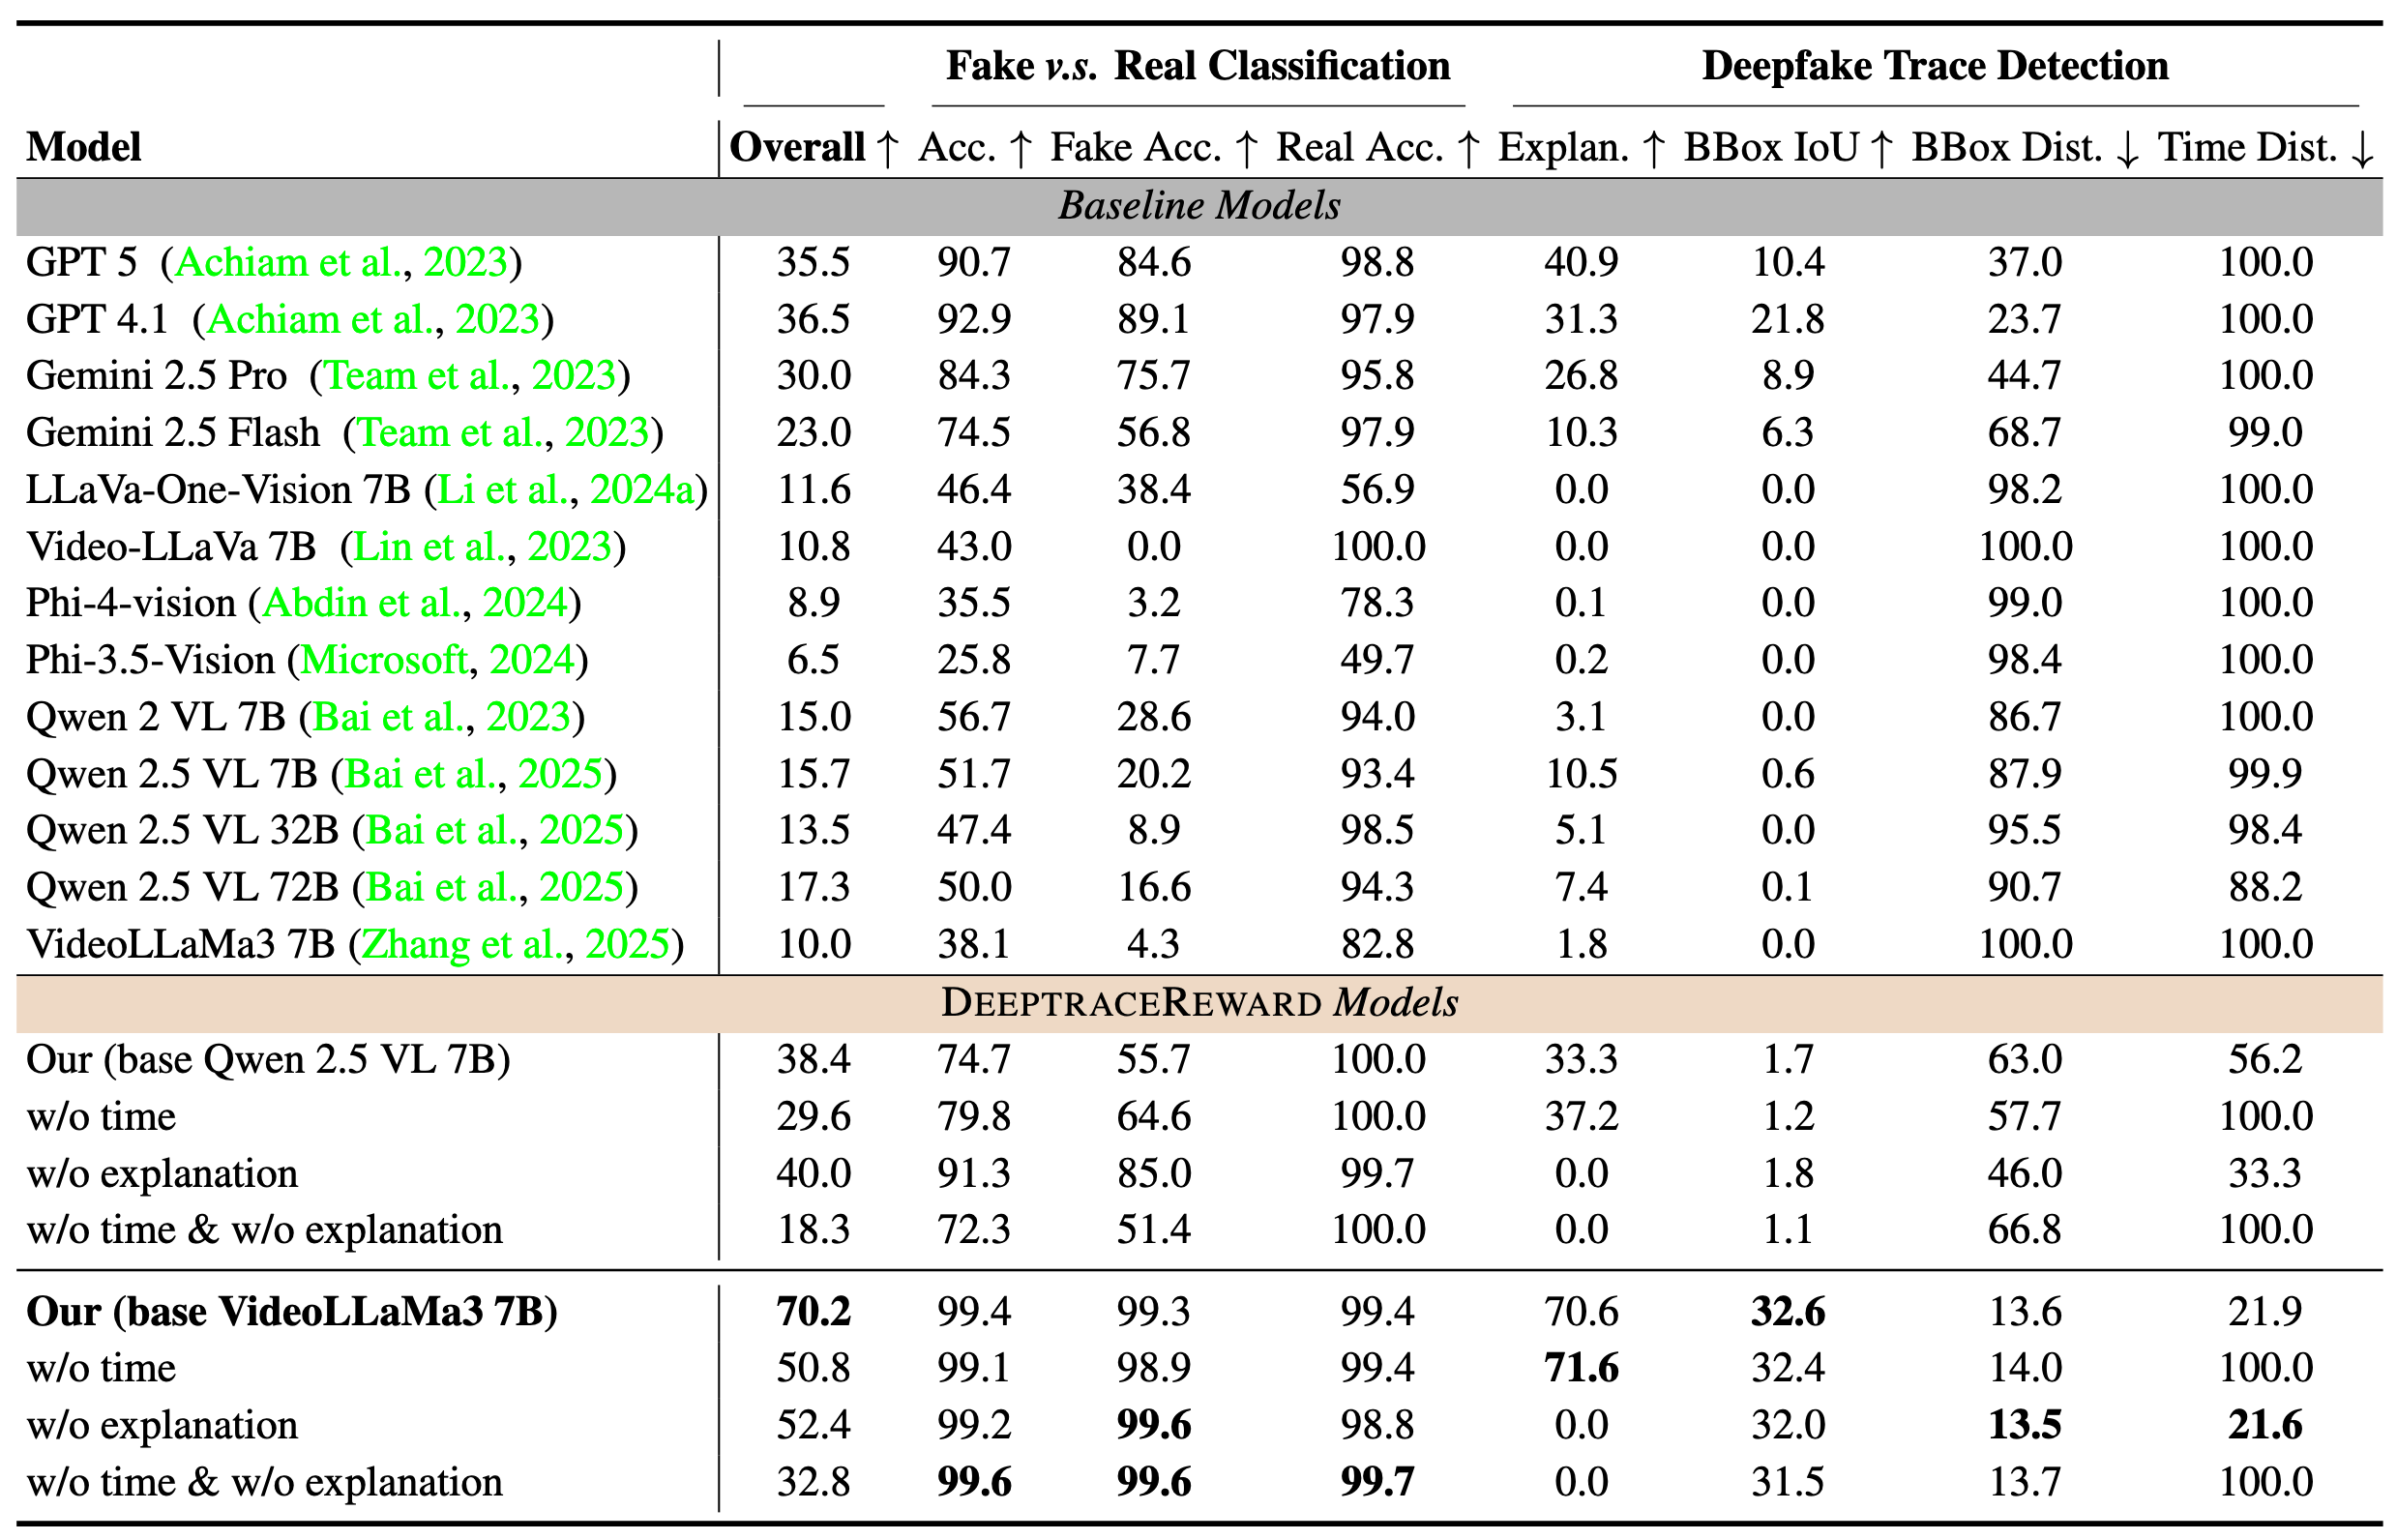 Fake v.s. Real Classification Deepfake Trace Detection
Model Overall ↑ Acc. ↑ Fake Acc. ↑ Real Acc. ↑ Explan. ↑ BBox IoU ↑ BBox Dist. ↓ Time Dist. ↓
Baseline Models
GPT 5 (Achiam et al., 2023) 35.5 90.7 84.6 98.8 40.9 10.4 37.0 100.0
GPT 4.1 (Achiam et al., 2023) 36.5 92.9 89.1 97.9 31.3 21.8 23.7 100.0
Gemini 2.5 Pro (Team et al., 2023) 30.0 84.3 75.7 95.8 26.8 8.9 44.7 100.0
Gemini 2.5 Flash (Team et al., 2023) 23.0 74.5 56.8 97.9 10.3 6.3 68.7 99.0
LLaVa-One-Vision 7B (Li et al., 2024a) 11.6 46.4 38.4 56.9 0.0 0.0 98.2 100.0
Video-LLaVa 7B (Lin et al., 2023) 10.8 43.0 0.0 100.0 0.0 0.0 100.0 100.0
Phi-4-vision (Abdin et al., 2024) 8.9 35.5 3.2 78.3 0.1 0.0 99.0 100.0
Phi-3.5-Vision (Microsoft, 2024) 6.5 25.8 7.7 49.7 0.2 0.0 98.4 100.0
Qwen 2 VL 7B (Bai et al., 2023) 15.0 56.7 28.6 94.0 3.1 0.0 86.7 100.0
Qwen 2.5 VL 7B (Bai et al., 2025) 15.7 51.7 20.2 93.4 10.5 0.6 87.9 99.9
Qwen 2.5 VL 32B (Bai et al., 2025) 13.5 47.4 8.9 98.5 5.1 0.0 95.5 98.4
Qwen 2.5 VL 72B (Bai et al., 2025) 17.3 50.0 16.6 94.3 7.4 0.1 90.7 88.2
VideoLLaMa3 7B (Zhang et al., 2025) 10.0 38.1 4.3 82.8 1.8 0.0 100.0 100.0
DEEPTRACEREWARD Models
Our (base Qwen 2.5 VL 7B) 38.4 74.7 55.7 100.0 33.3 1.7 63.0 56.2
w/o time 29.6 79.8 64.6 100.0 37.2 1.2 57.7 100.0
w/o explanation 40.0 91.3 85.0 99.7 0.0 1.8 46.0 33.3
w/o time & w/o explanation 18.3 72.3 51.4 100.0 0.0 1.1 66.8 100.0
Our (base VideoLLaMa3 7B) 70.2 99.4 99.3 99.4 70.6 32.6 13.6 21.9
w/o time 50.8 99.1 98.9 99.4 71.6 32.4 14.0 100.0
w/o explanation 52.4 99.2 99.6 98.8 0.0 32.0 13.5 21.6
w/o time & w/o explanation 32.8 99.6 99.6 99.7 0.0 31.5 13.7 100.0